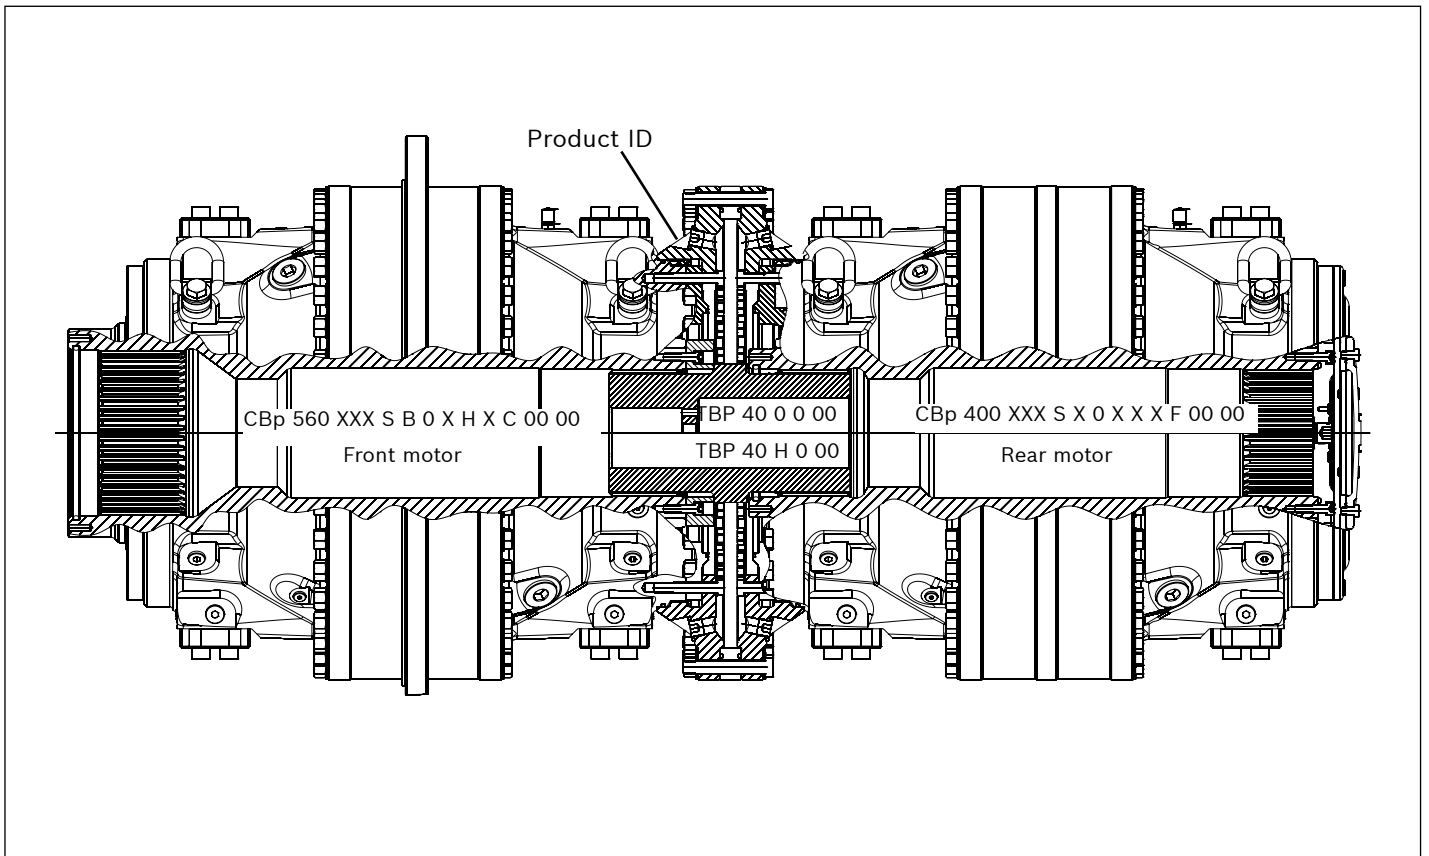 Product ID
CBp 560 XXX S B 0 X H X C 00 00
Front motor
TBP 40 0 0 00
TBP 40 H 0 00
CBp 400 XXX S X 0 X X X F 00 00
Rear motor